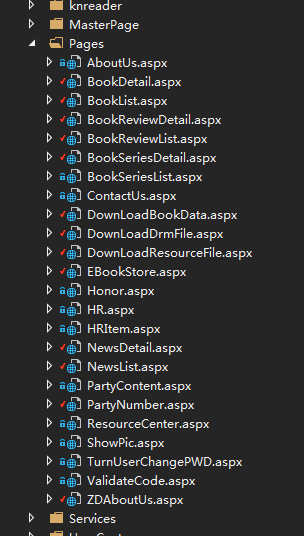 knreader
MasterPage
Pages
AboutUs.aspx
BookDetail.aspx
BookList.aspx
BookReviewDetail.aspx
BookReviewList.aspx
BookSeriesDetail.aspx
BookSeriesList.aspx
ContactUs.aspx
DownLoadBookData.aspx
DownLoadDrmFile.aspx
DownLoadResourceFile.aspx
EBookStore.aspx
Honor.aspx
HR.aspx
HRItem.aspx
NewsDetail.aspx
NewsList.aspx
PartyContent.aspx
PartyNumber.aspx
ResourceCenter.aspx
ShowPic.aspx
TurnUserChangePWD.aspx
ValidateCode.aspx
ZDAboutUs.aspx
Services